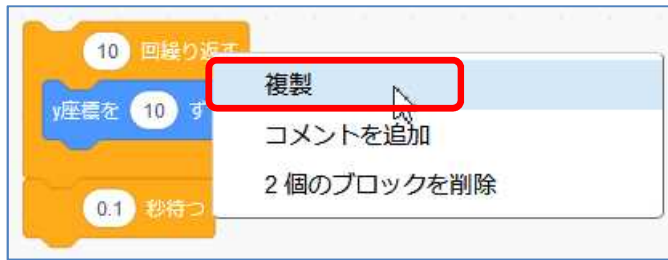 10 回繰り返す
複製
y座標を 10 ず
コメントを追加
2 個のブロックを削除
0.1 秒待つ